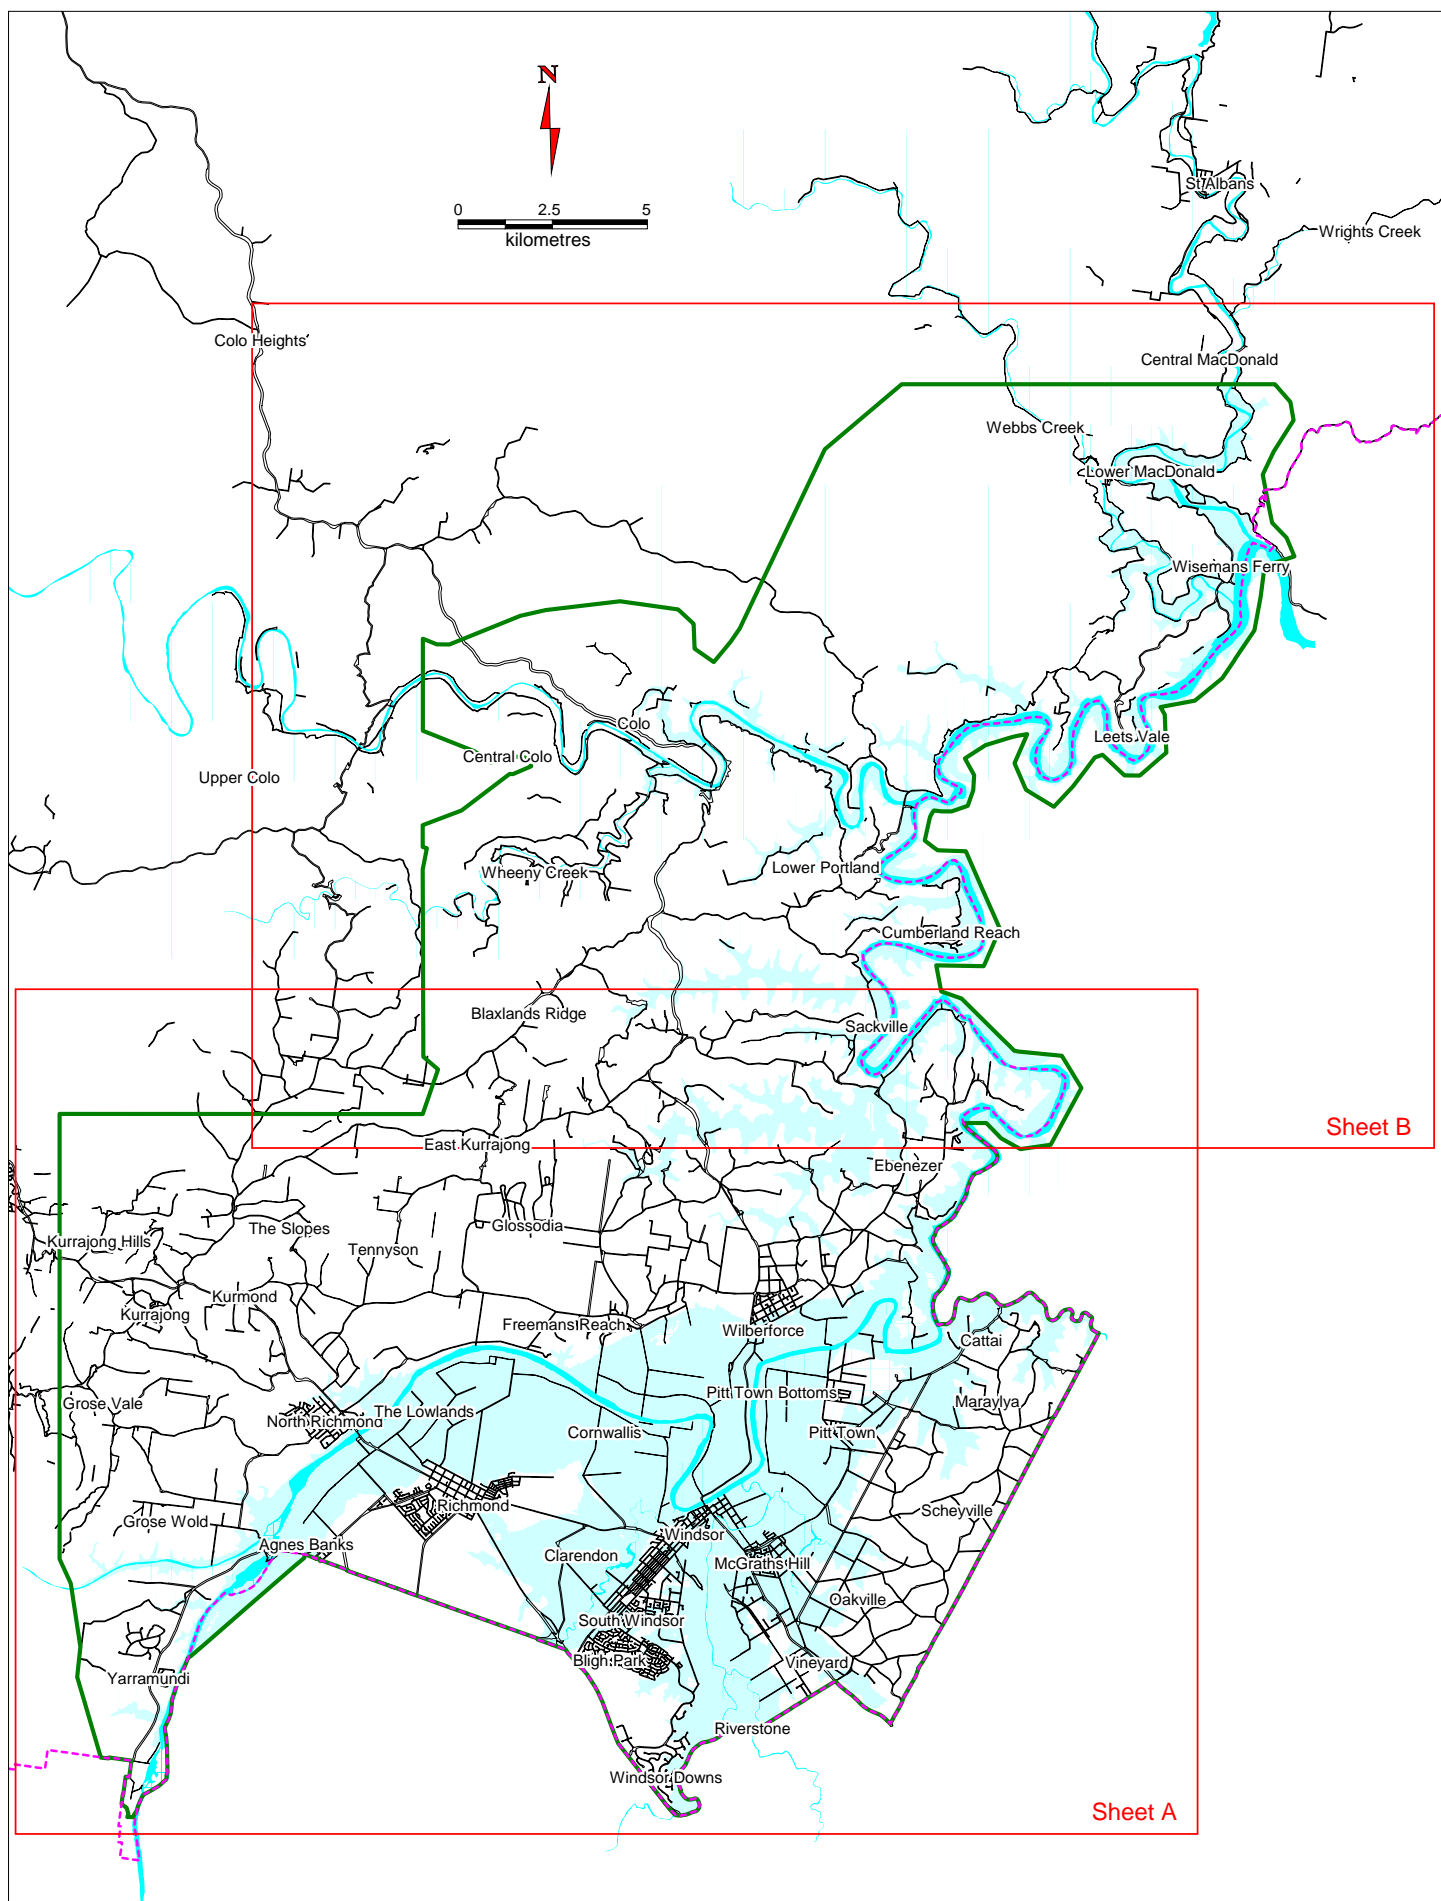 N
0 2.5 5
kilometres
St Albans
Wrights Creek
Colo Heights
Central MacDonald
Webbs Creek
Lower MacDonald
Wisemans Ferry
Colo
Leets Vale
Central Colo
Upper Colo
Lower Portland
Wheeny Creek
Cumberland Reach
Blaxlands Ridge
Sackville
Sheet B
East Kurrajong
Ebenezer
Glossodia
The Slopes
Kurrajong Hills
Tennyson
Kurmond
Kurrajong
Freemans Reach
Wilberforce
Cattai
Pitt Town Bottoms
Grose Vale
Maraylya
The Lowlands
North Richmond
Cornwallis
Pitt Town
Richmond
Scheyville
Grose Wold
Windsor
Agnes Banks
Clarendon
McGraths Hill
Oakville
South Windsor
Bligh Park
Vineyard
Yarramundi
Riverstone
Windsor Downs
Sheet A